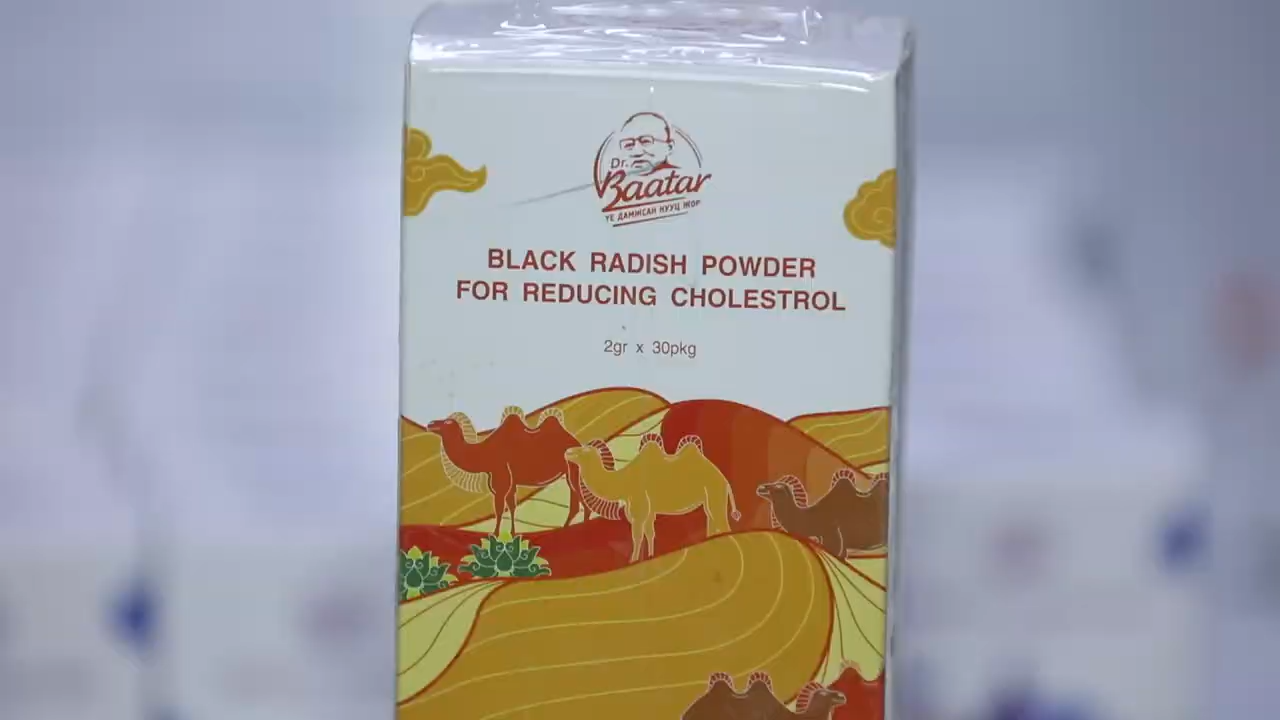 Dr.
Baatar
ҮЕ ДАМЖСАН НУУЦ ЖОР
BLACK RADISH POWDER
FOR REDUCING CHOLESTROL
2gr x 30pkg